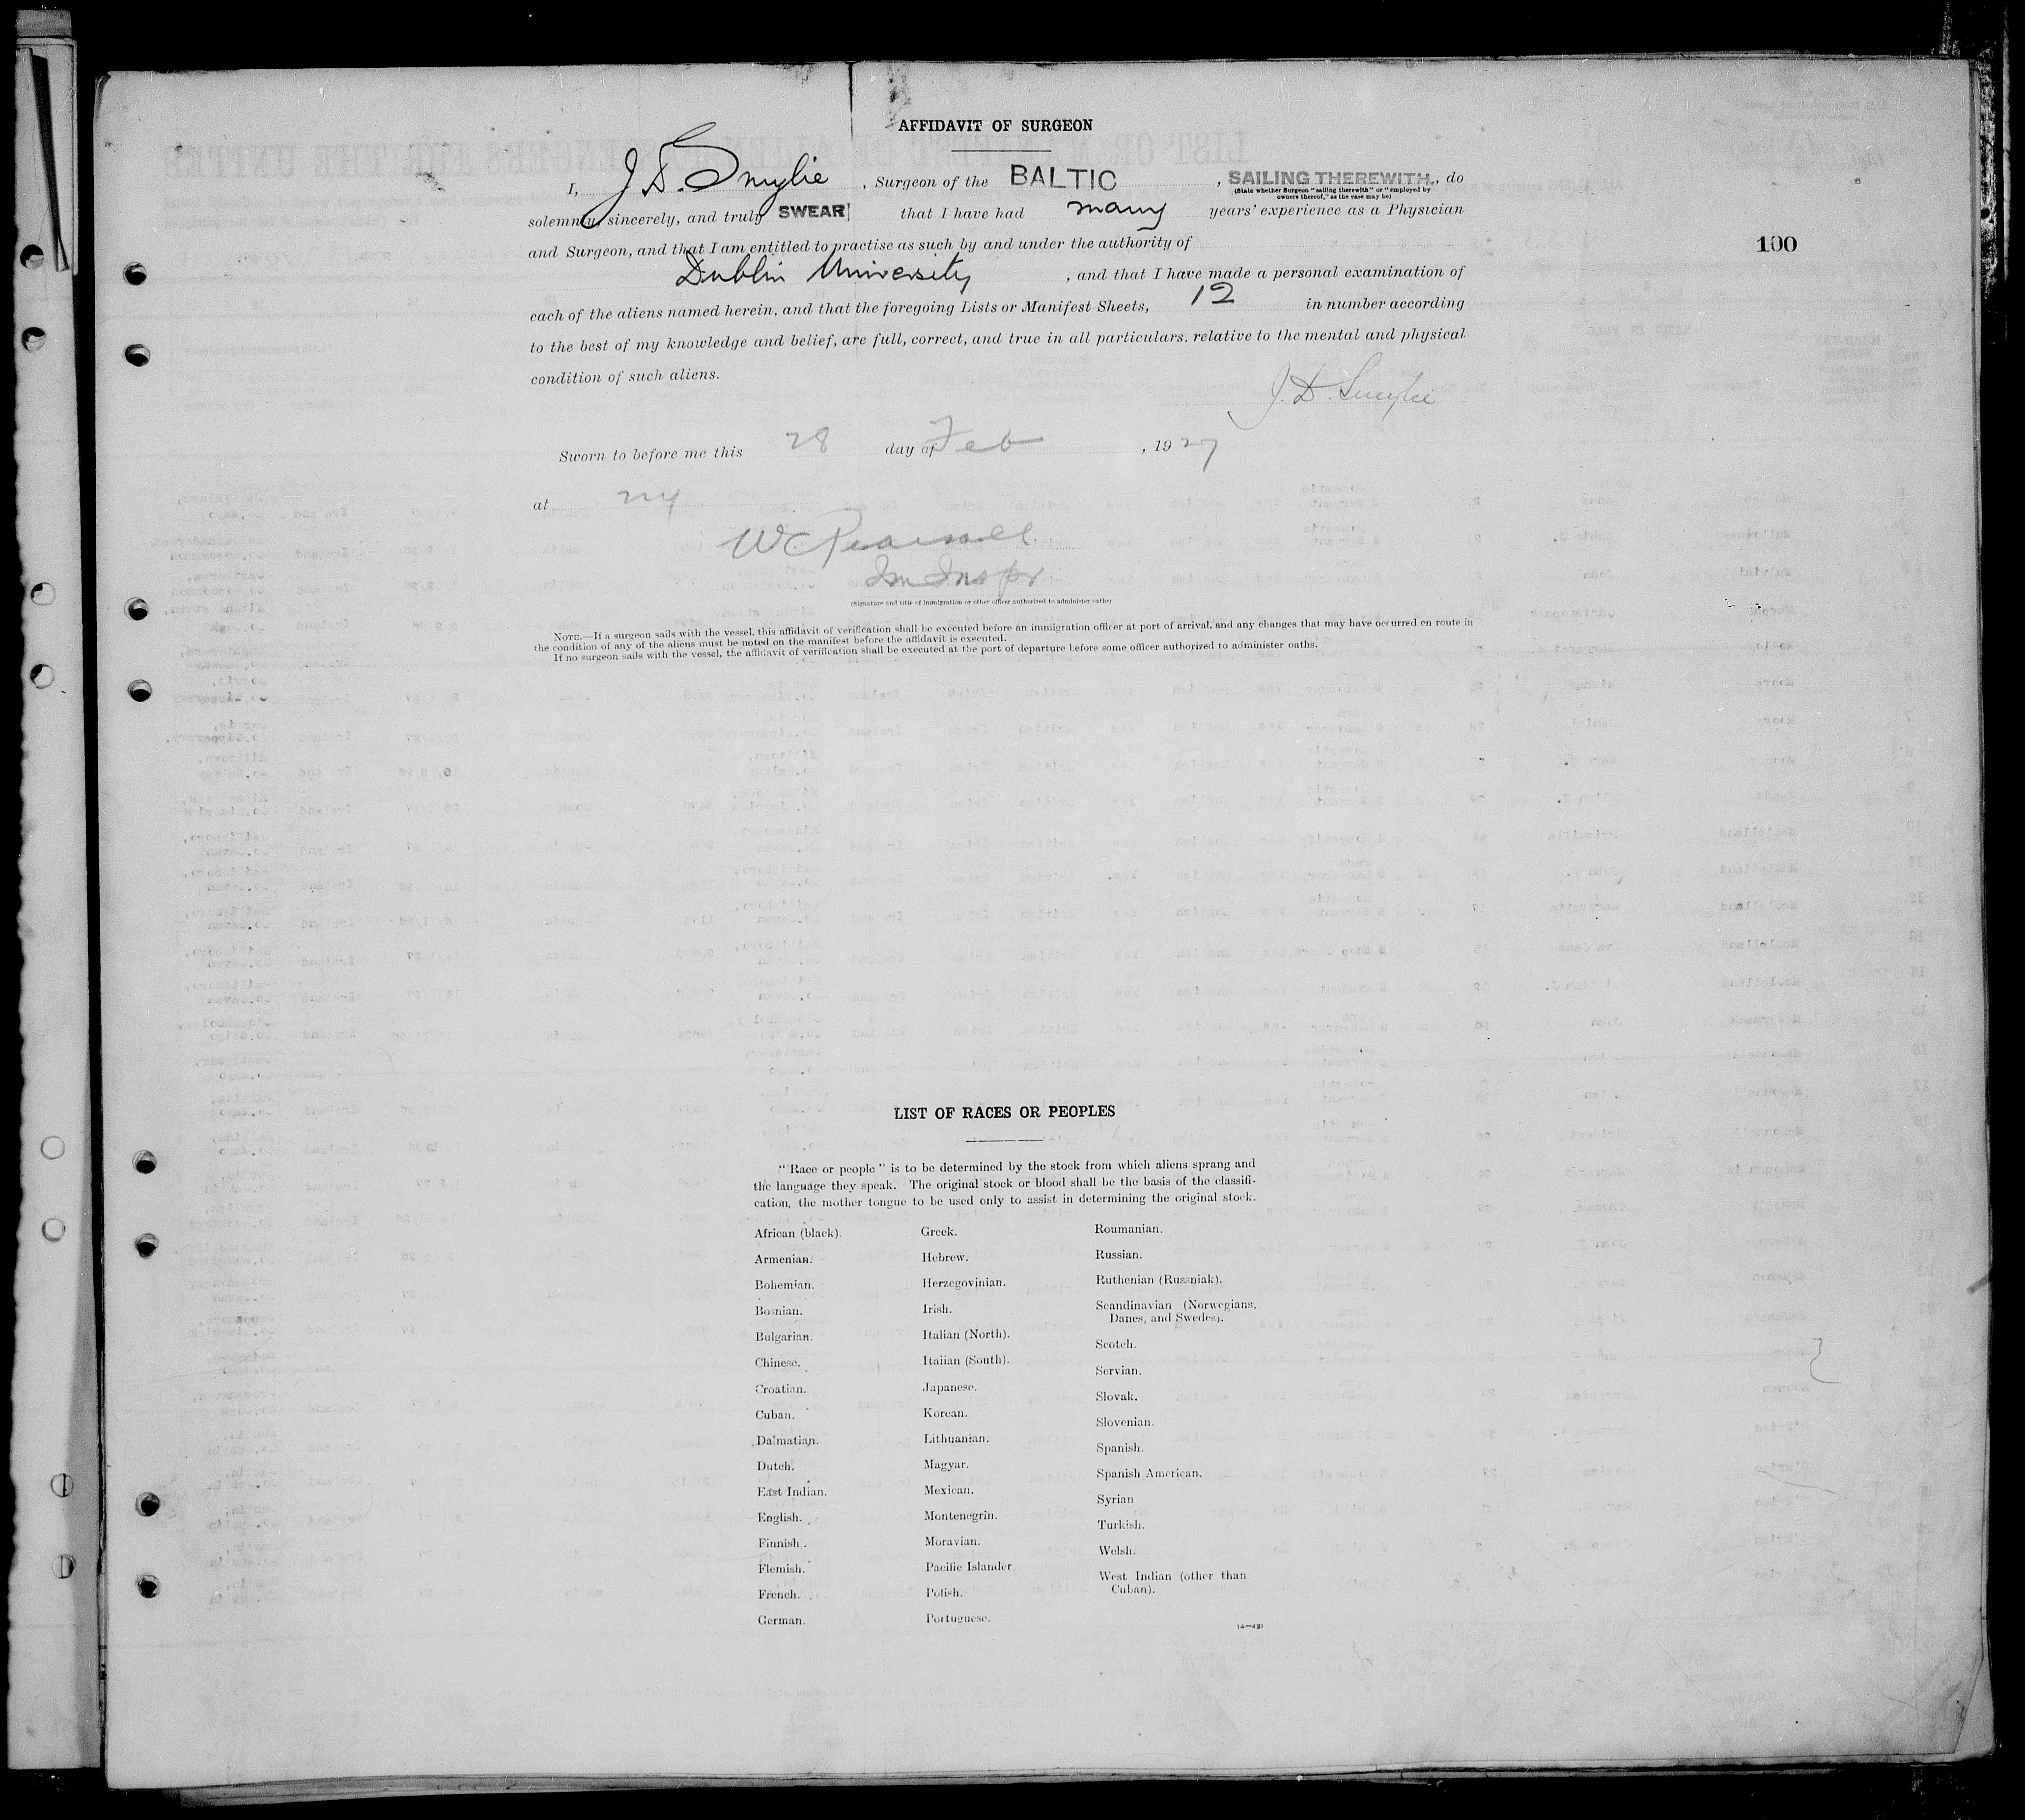 AFFIDAVIT OF SURGEON
I, J. D. Smylie, Surgeon of the BALTIC, SAILING THEREWITH, do
(State whether Surgeon "sailing therewith" or "employed by
owners thereof," as the case may be)
solemnly, sincerely, and truly SWEAR that I have had many years' experience as a Physician
and Surgeon, and that I am entitled to practise as such by and under the authority of
100
Dublin University, and that I have made a personal examination of
each of the aliens named herein, and that the foregoing Lists or Manifest Sheets, 12 in number according
to the best of my knowledge and belief, are full, correct, and true in all particulars, relative to the mental and physical
condition of such aliens.
J. D. Smylie
Sworn to before me this 28 day of Feb, 1927
at ny
Im Inspr
(Signature and title of immigration or other officer authorized to administer oaths)
NOTE.—If a surgeon sails with the vessel, this affidavit of verification shall be executed before an immigration officer at port of arrival, and any changes that may have occurred en route in
the condition of any of the aliens must be noted on the manifest before the affidavit is executed.
If no surgeon sails with the vessel, the affidavit of verification shall be executed at the port of departure before some officer authorized to administer oaths.
LIST OF RACES OR PEOPLES
"Race or people" is to be determined by the stock from which aliens sprang and
the language they speak. The original stock or blood shall be the basis of the classifi-
cation, the mother tongue to be used only to assist in determining the original stock.
African (black).
Armenian.
Bohemian.
Bosnian.
Bulgarian.
Chinese.
Croatian.
Cuban.
Dalmatian.
Dutch.
East Indian.
English.
Finnish.
Flemish.
French.
German.
Greek.
Hebrew.
Herzegovinian.
Irish.
Italian (North).
Italian (South).
Japanese.
Korean.
Lithuanian.
Magyar.
Mexican.
Montenegrin.
Moravian.
Pacific Islander
Polish.
Portuguese.
Roumanian.
Russian.
Ruthenian (Russniak).
Scandinavian (Norwegians,
Danes, and Swedes).
Scotch.
Servian.
Slovak.
Slovenian.
Spanish.
Spanish American.
Syrian
Turkish.
Welsh.
West Indian (other than
Cuban).
14—431